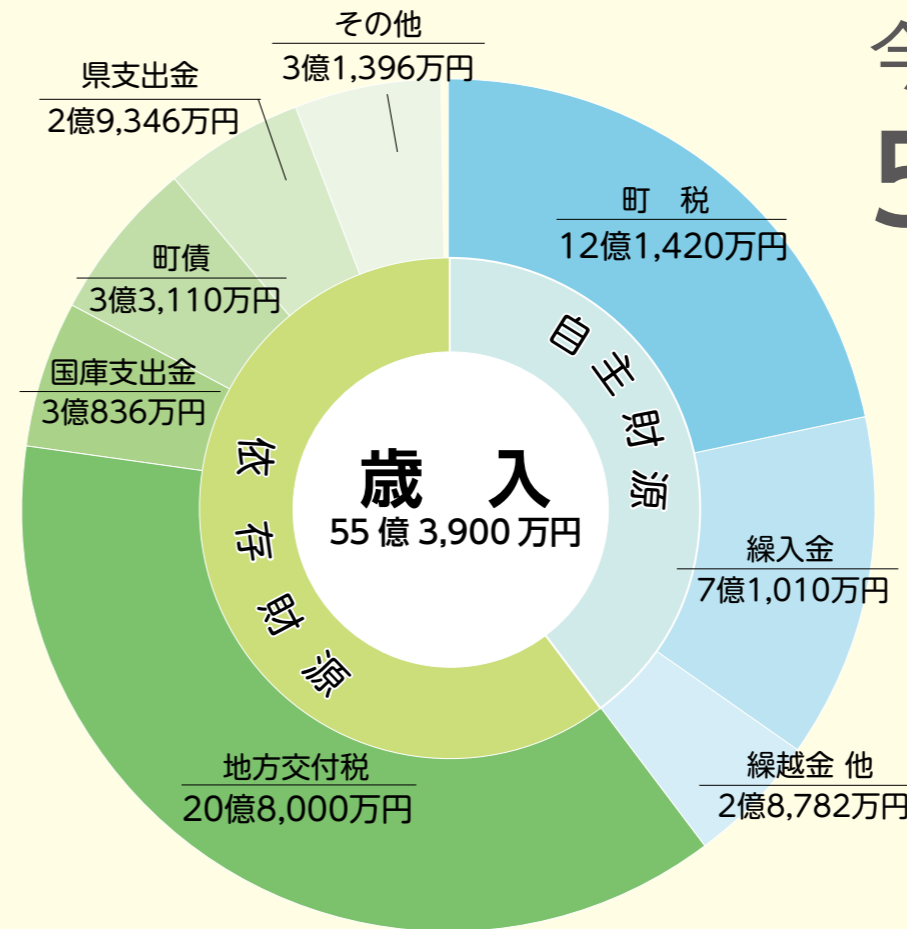 その他
3億1,396万円
県支出金
2億9,346万円
町債
3億3,110万円
国庫支出金
3億836万円
町 税
12億1,420万円
自主財源
依存財源
歳 入
55億3,900万円
繰入金
7億1,010万円
繰越金 他
2億8,782万円
地方交付税
20億8,000万円